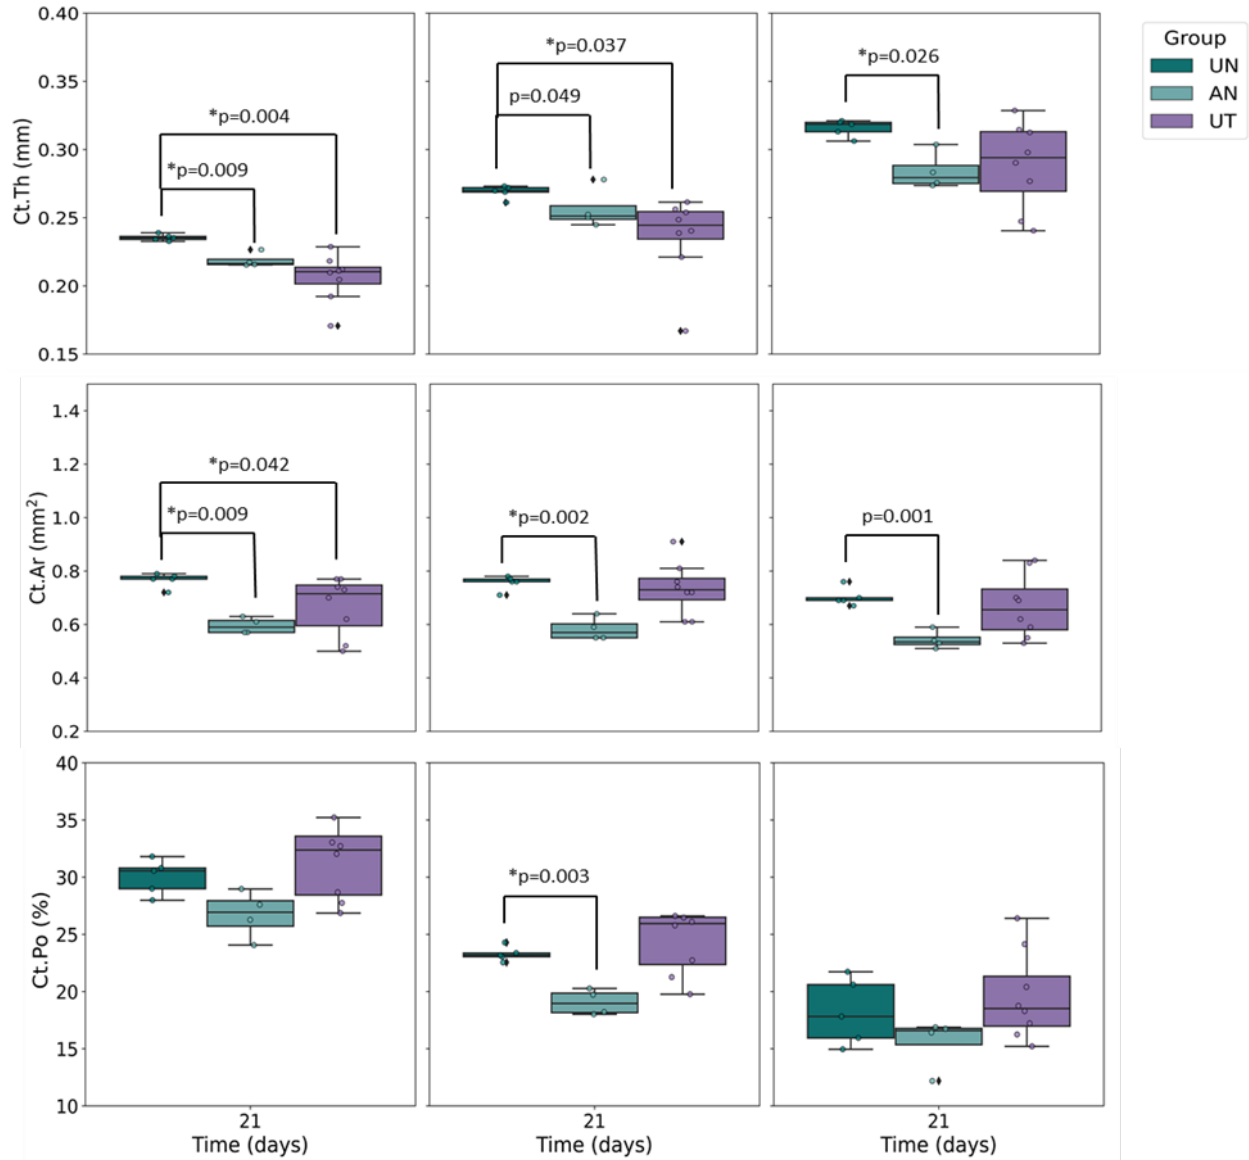 Group
UN
AN
UT
Ct.Th (mm)
0.40
0.35
0.30
0.25
0.20
0.15
*p=0.004
*p=0.009
*p=0.037
p=0.049
*p=0.026
Ct.Ar (mm²)
1.4
1.2
1.0
0.8
0.6
0.4
0.2
*p=0.042
*p=0.009
*p=0.002
p=0.001
Ct.Po (%)
40
35
30
25
20
15
10
*p=0.003
21
21
21
Time (days)
Time (days)
Time (days)